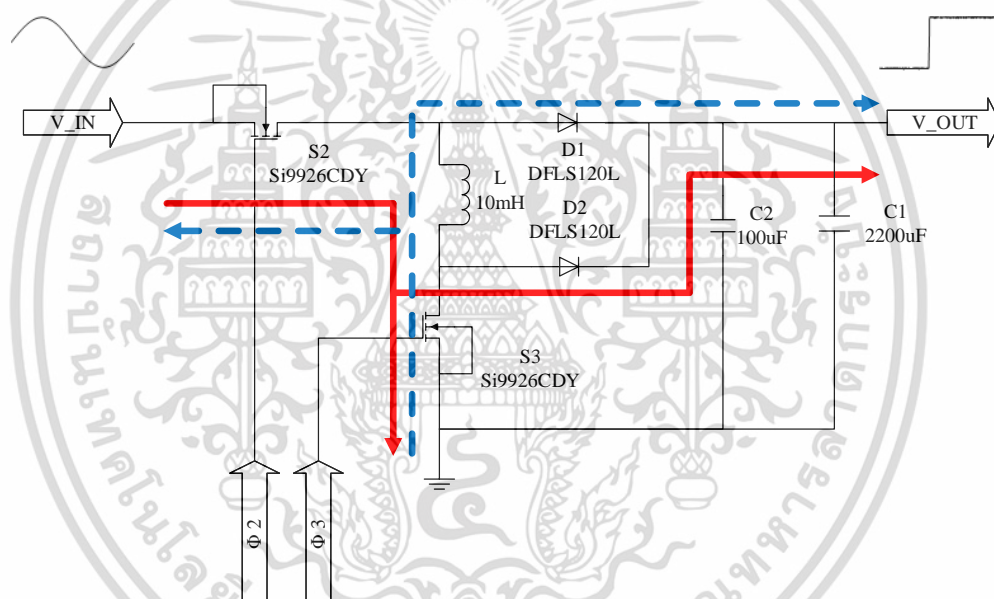 V_IN
V_OUT
S2
Si9926CDY
D1
DFLS120L
L
10mH
D2
DFLS120L
C2
100uF
C1
2200uF
S3
Si9926CDY
Φ 2
Φ 3